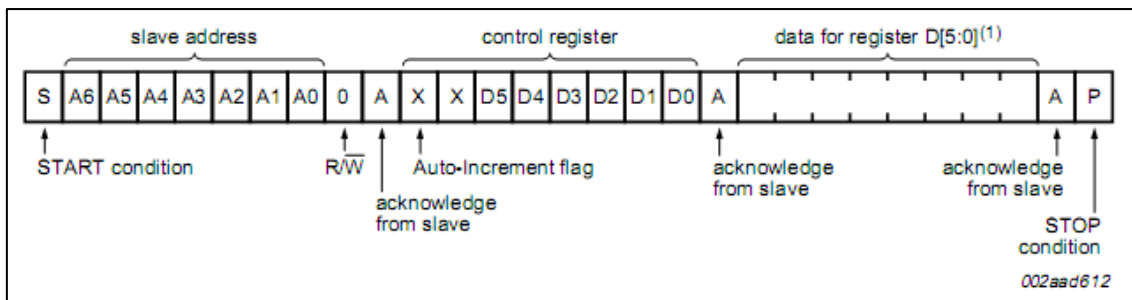 slave address control register data for register D[5:0](1)
S A6 A5 A4 A3 A2 A1 A0 0 A X X D5 D4 D3 D2 D1 D0 A A P
START condition R/W̅ Auto-Increment flag acknowledge from slave acknowledge from slave
acknowledge from slave
STOP condition
002aad612